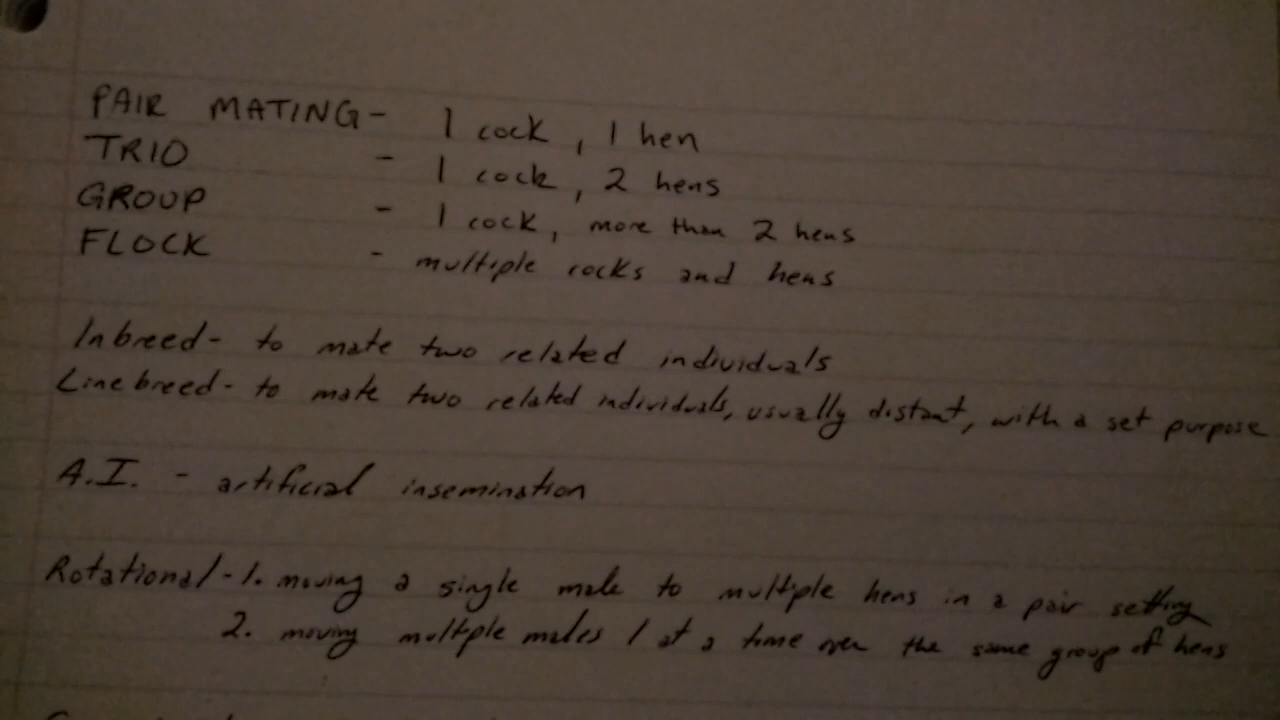 PAIR MATING - 1 cock, 1 hen
TRIO - 1 cock, 2 hens
GROUP - 1 cock, more than 2 hens
FLOCK - multiple cocks and hens
Inbreed - to mate two related individuals
Linebreed - to mate two related individuals, usually distant, with a set purpose
A.I. - artificial insemination
Rotational - 1. moving a single male to multiple hens in a pair setting
2. moving multiple males 1 at a time over the same group of hens